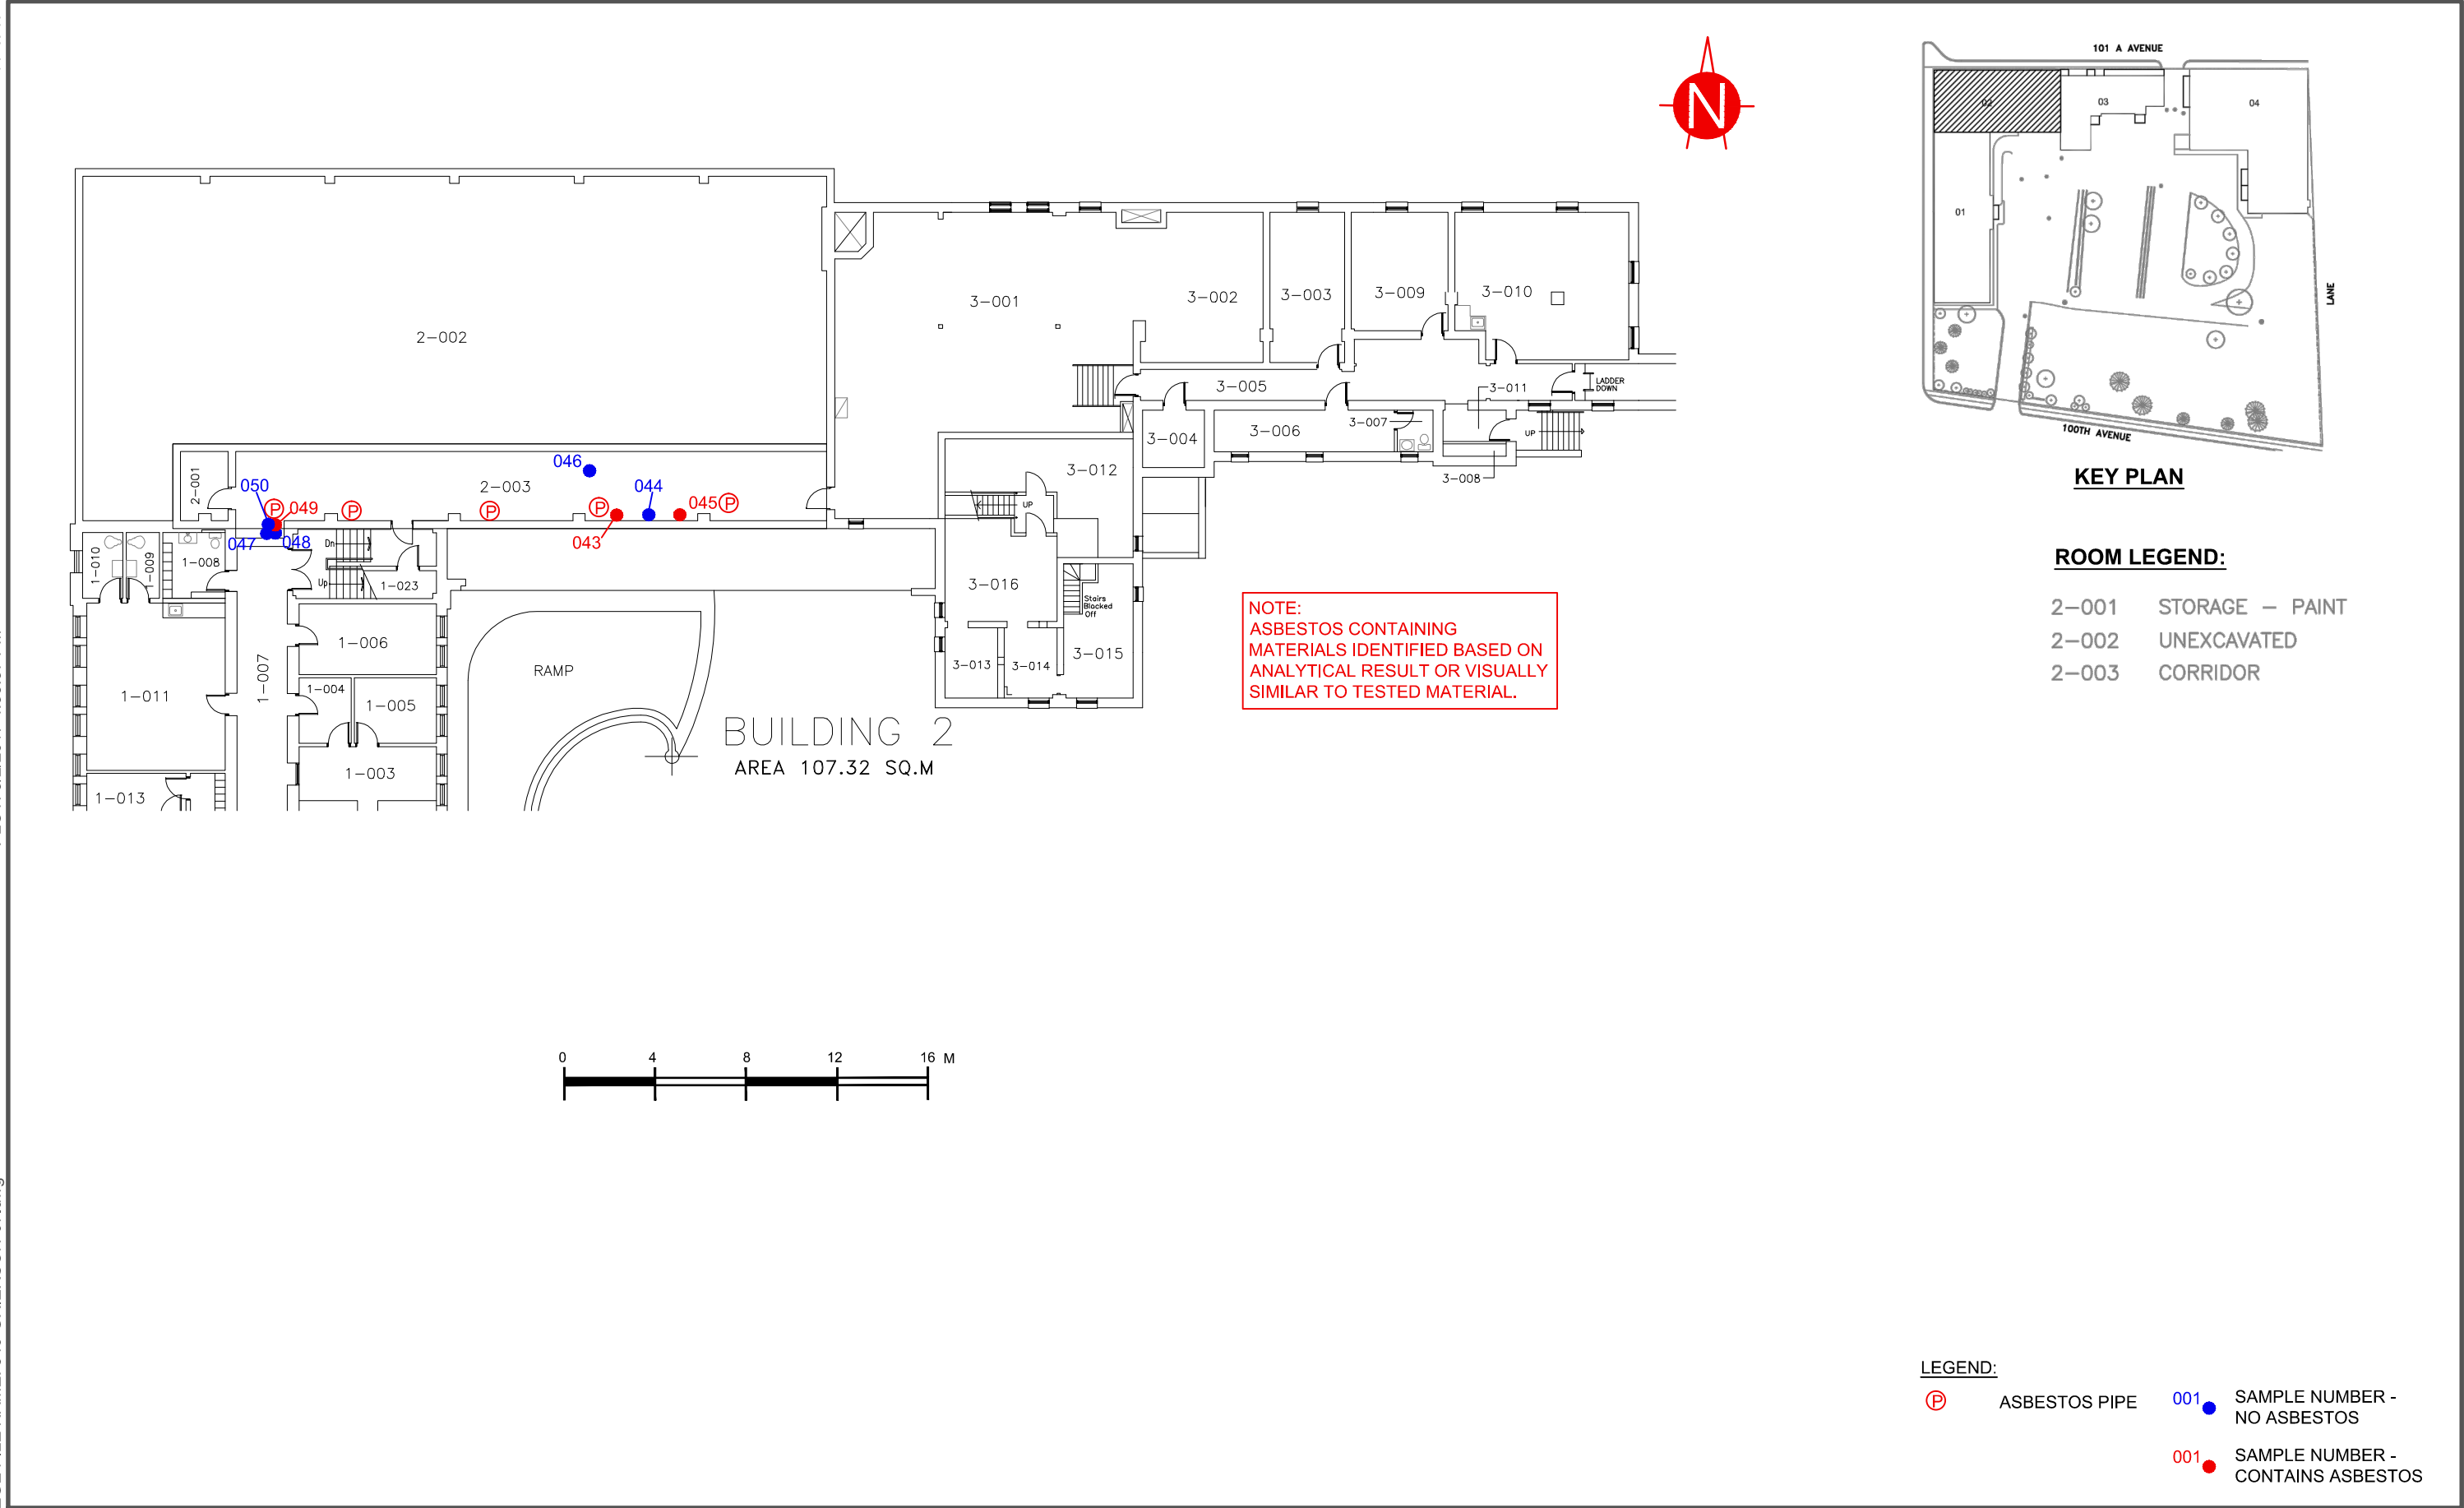 101 A AVENUE
N
02
03
04
01
LANE
100TH AVENUE
KEY PLAN
ROOM LEGEND:
2-001 STORAGE - PAINT
2-002 UNEXCAVATED
2-003 CORRIDOR
2-002
3-001
3-002
3-003
3-009
3-010
3-005
3-011
LADDER
DOWN
3-004
3-006
3-007
UP
3-008
3-012
UP
2-001
2-003
046
050
044
P 049
P
P
P
045 P
043
047
048
1-010
1-009
1-008
Dn
Up
1-023
3-016
Stairs
Blocked
Off
1-006
1-007
1-011
1-004
1-005
1-003
1-013
3-013
3-014
3-015
RAMP
BUILDING 2
AREA 107.32 SQ.M
NOTE:
ASBESTOS CONTAINING
MATERIALS IDENTIFIED BASED ON
ANALYTICAL RESULT OR VISUALLY
SIMILAR TO TESTED MATERIAL.
0 4 8 12 16 M
LEGEND:
P ASBESTOS PIPE
001 SAMPLE NUMBER -
NO ASBESTOS
001 SAMPLE NUMBER -
CONTAINS ASBESTOS